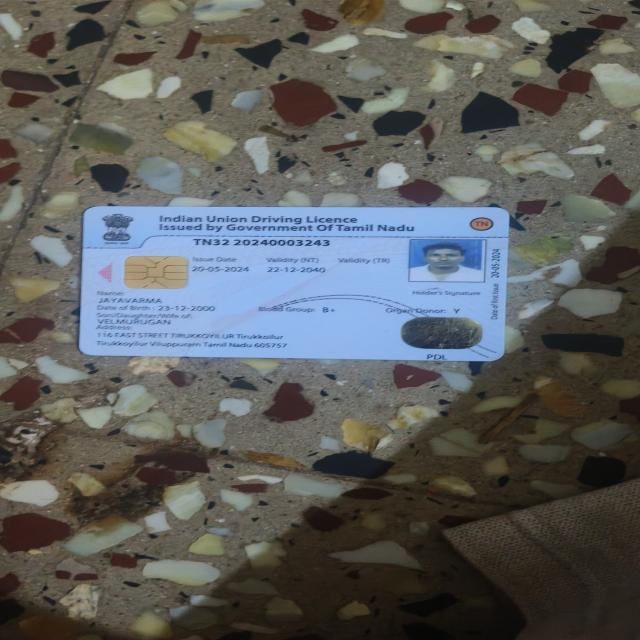 Indian Union Driving Licence
Issued by Government Of Tamil Nadu
TN
TN32 20240003243
Issue Date Validity (NT) Validity (TR)
20-05-2024 22-12-2040
Holder's Signature
Date of First Issue 20-05-2024
Name:
JAYAVARMA
Date of Birth : 23-12-2000 Blood Group: B+ Organ Donor: Y
Son/Daughter/Wife of:
VELMURUGAN
Address:
116 EAST STREET TIRUKKOYILUR Tirukkoilur
Tirukkoyilur Viluppuram Tamil Nadu 605757
PDL